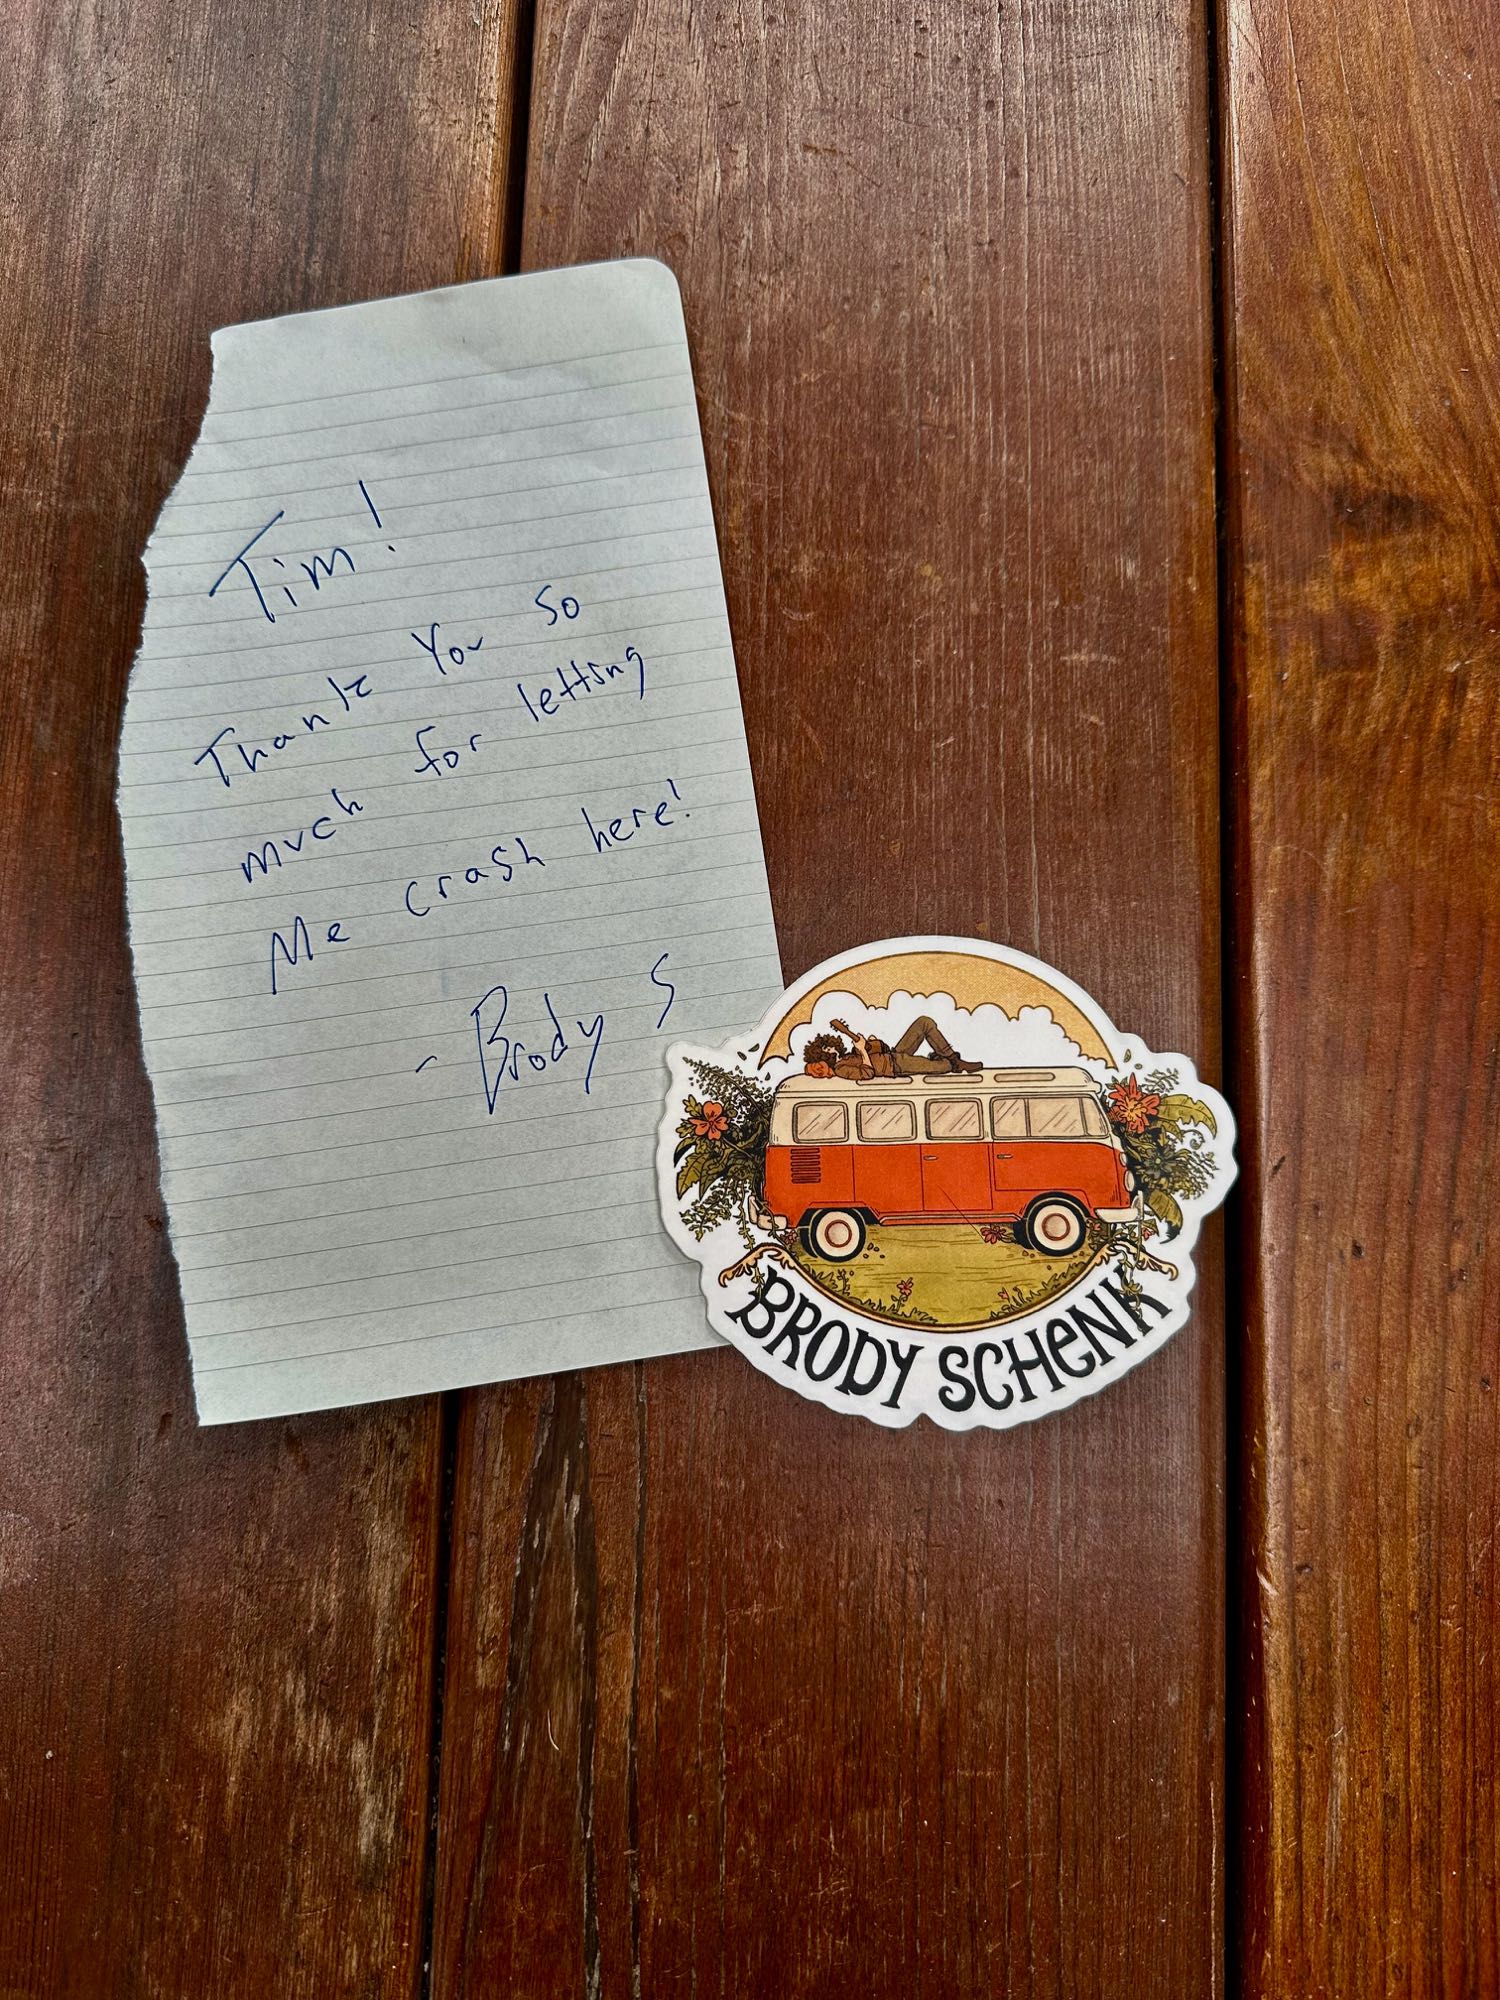 Tim!
Thank You so
much for letting
Me crash here!
- Brody S
BRODY SCHENK